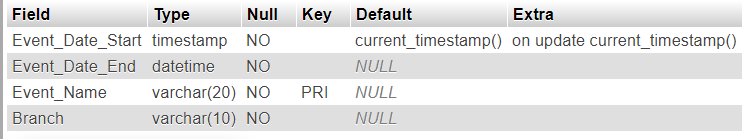 Field Type Null Key Default Extra
Event_Date_Start timestamp NO current_timestamp() on update current_timestamp()
Event_Date_End datetime NO NULL
Event_Name varchar(20) NO PRI NULL
Branch varchar(10) NO NULL